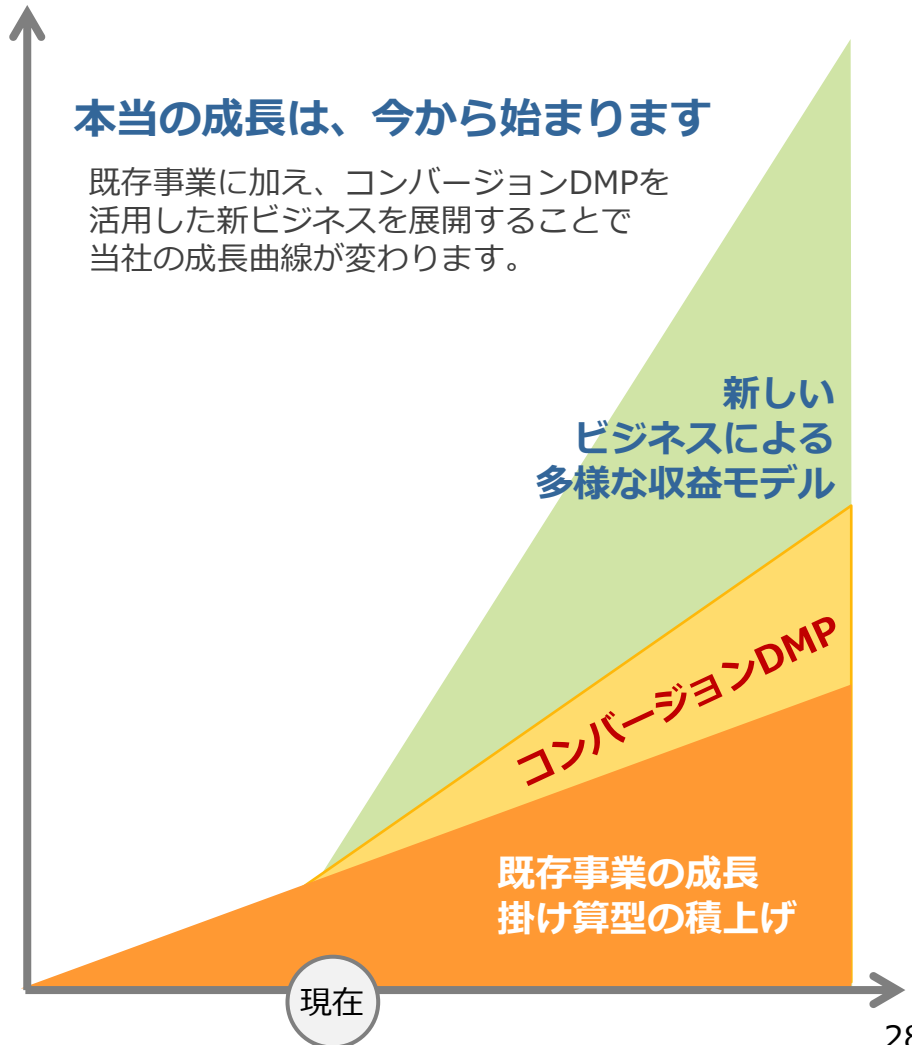 本当の成長は、今から始まります
既存事業に加え、コンバージョンDMPを
活用した新ビジネスを展開することで
当社の成長曲線が変わります。
新しい
ビジネスによる
多様な収益モデル
コンバージョンDMP
既存事業の成長
掛け算型の積上げ
現在
28